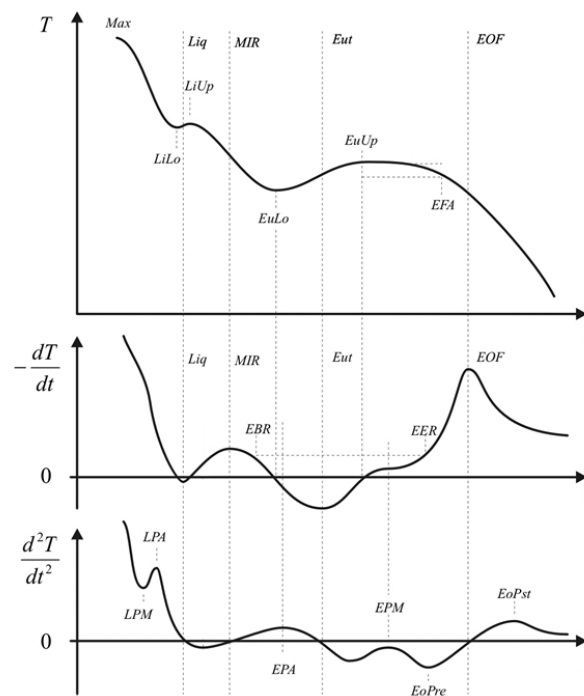 T
Max
Liq
MIR
Eut
EOF
LiUp
LiLo
EuUp
EuLo
EFA
− dT
dt
Liq
MIR
Eut
EOF
EBR
EER
0
d²T
dt²
LPA
LPM
EPM
EoPst
0
EPA
EoPre